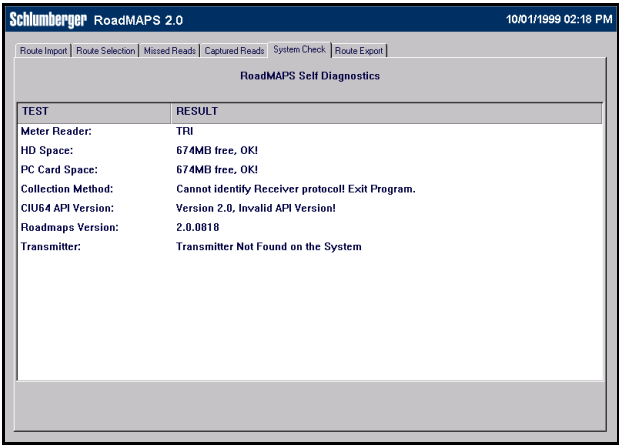 Schlumberger RoadMAPS 2.0 10/01/1999 02:18 PM
Route Import Route Selection Missed Reads Captured Reads System Check Route Export
RoadMAPS Self Diagnostics
TEST RESULT
Meter Reader: TRI
HD Space: 674MB free, OK!
PC Card Space: 674MB free, OK!
Collection Method: Cannot identify Receiver protocol! Exit Program.
CIU64 API Version: Version 2.0, Invalid API Version!
Roadmaps Version: 2.0.0818
Transmitter: Transmitter Not Found on the System